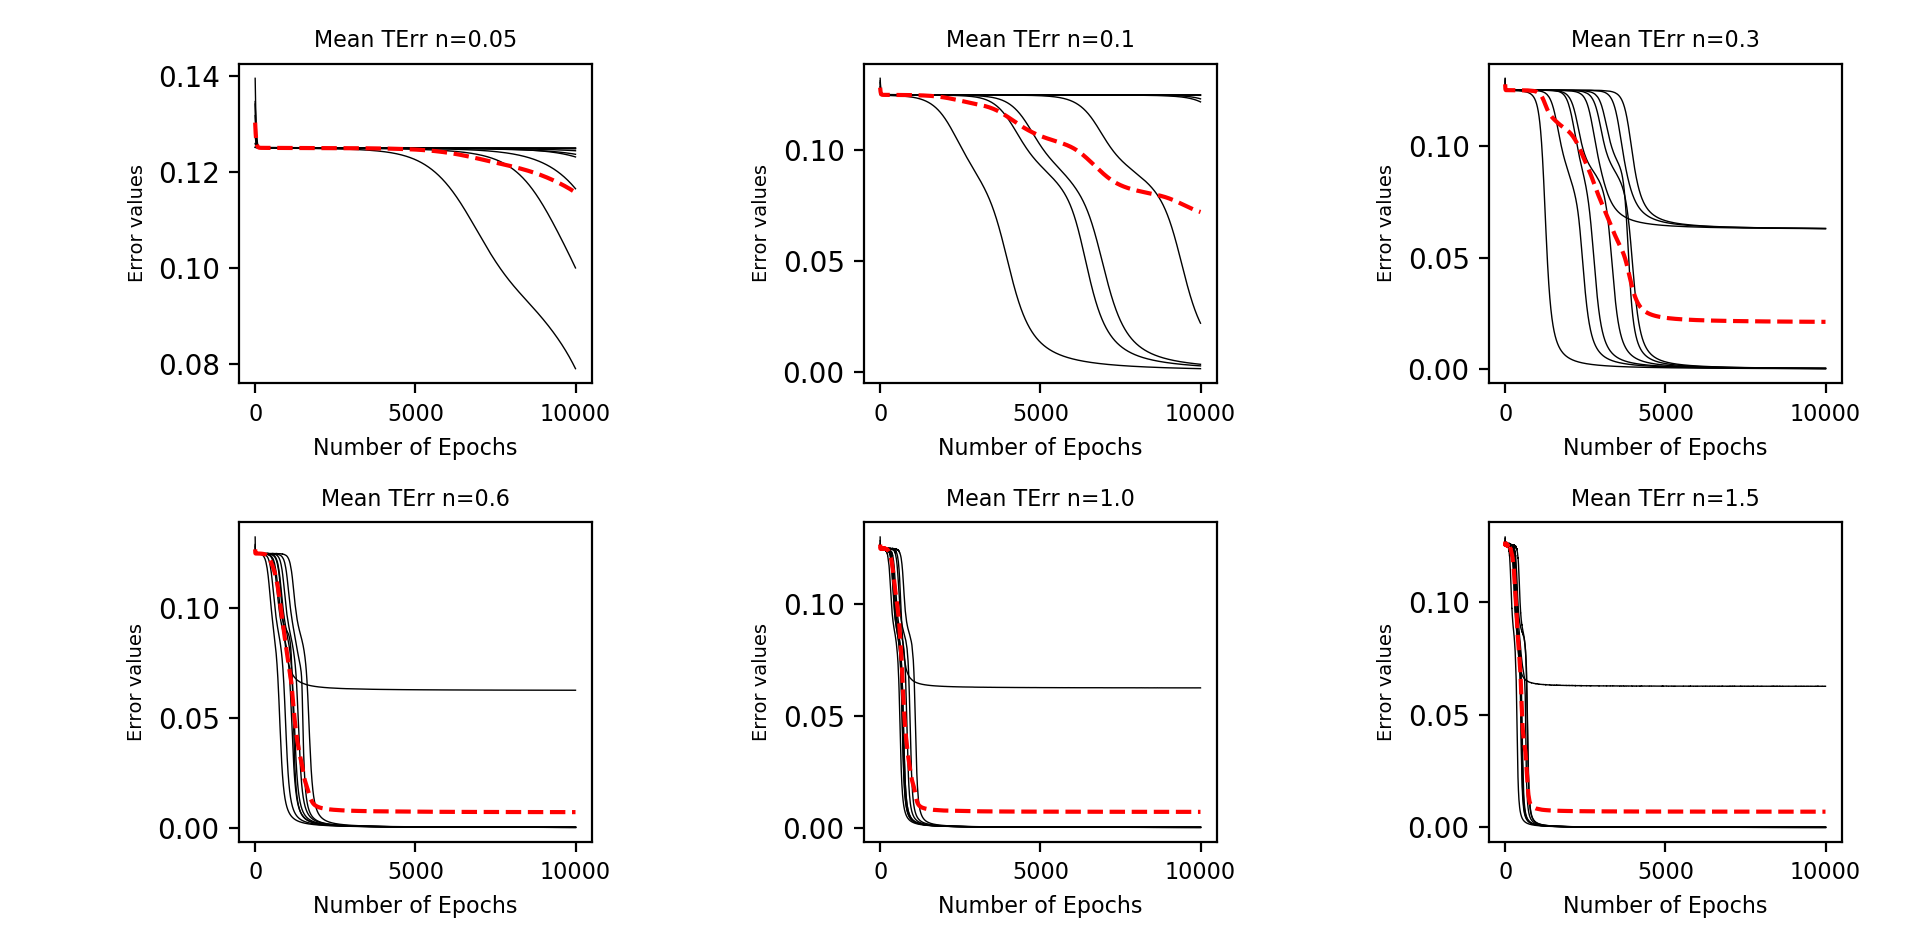 Mean TErr n=0.05
0.14
0.12
0.10
0.08
Error values
0 5000 10000
Number of Epochs
Mean TErr n=0.1
0.10
0.05
0.00
Error values
0 5000 10000
Number of Epochs
Mean TErr n=0.3
0.10
0.05
0.00
Error values
0 5000 10000
Number of Epochs
Mean TErr n=0.6
0.10
0.05
0.00
Error values
0 5000 10000
Number of Epochs
Mean TErr n=1.0
0.10
0.05
0.00
Error values
0 5000 10000
Number of Epochs
Mean TErr n=1.5
0.10
0.05
0.00
Error values
0 5000 10000
Number of Epochs